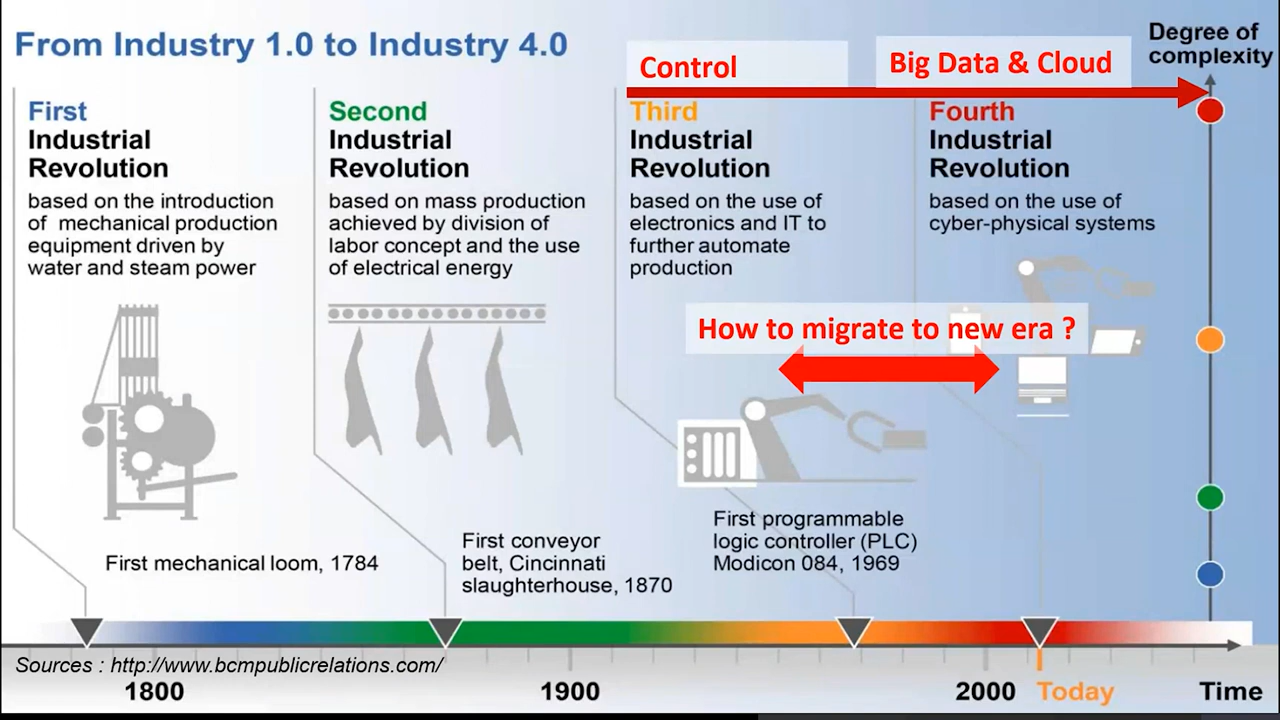 From Industry 1.0 to Industry 4.0
Control
Big Data & Cloud
Degree of
complexity
First
Industrial
Revolution
based on the introduction
of mechanical production
equipment driven by
water and steam power
Second
Industrial
Revolution
based on mass production
achieved by division of
labor concept and the use
of electrical energy
Third
Industrial
Revolution
based on the use of
electronics and IT to
further automate
production
Fourth
Industrial
Revolution
based on the use of
cyber-physical systems
How to migrate to new era ?
First mechanical loom, 1784
First conveyor
belt, Cincinnati
slaughterhouse, 1870
First programmable
logic controller (PLC)
Modicon 084, 1969
Sources : http://www.bcmpublicrelations.com/
1800
1900
2000
Today
Time